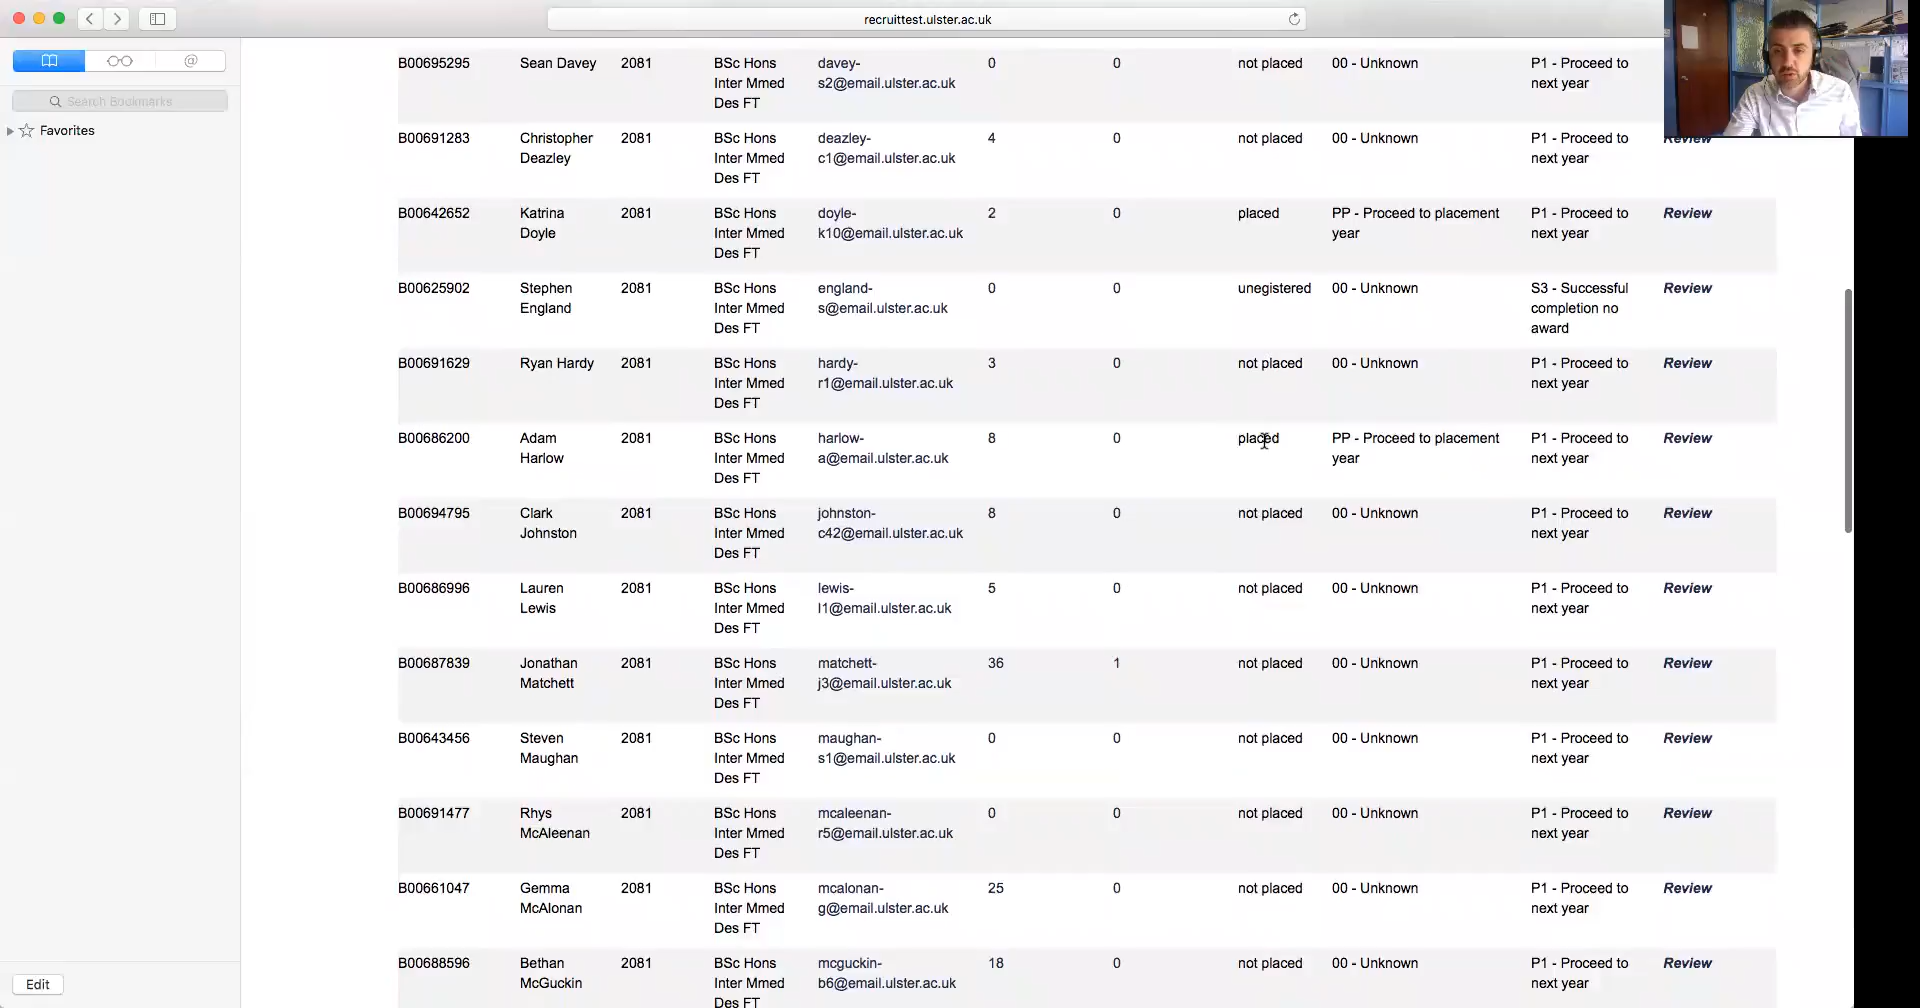 recruittest.ulster.ac.uk
Search Bookmarks
Favorites
Edit
B00695295 Sean Davey 2081 BSc Hons davey- 0 0 not placed 00 - Unknown P1 - Proceed to
Inter Mmed s2@email.ulster.ac.uk next year
Des FT
B00691283 Christopher 2081 BSc Hons deazley- 4 0 not placed 00 - Unknown P1 - Proceed to Review
Deazley Inter Mmed c1@email.ulster.ac.uk next year
Des FT
B00642652 Katrina 2081 BSc Hons doyle- 2 0 placed PP - Proceed to placement P1 - Proceed to Review
Doyle Inter Mmed k10@email.ulster.ac.uk year next year
Des FT
B00625902 Stephen 2081 BSc Hons england- 0 0 unegistered 00 - Unknown S3 - Successful Review
England Inter Mmed s@email.ulster.ac.uk completion no
Des FT award
B00691629 Ryan Hardy 2081 BSc Hons hardy- 3 0 not placed 00 - Unknown P1 - Proceed to Review
Inter Mmed r1@email.ulster.ac.uk next year
Des FT
B00686200 Adam 2081 BSc Hons harlow- 8 0 placed PP - Proceed to placement P1 - Proceed to Review
Harlow Inter Mmed a@email.ulster.ac.uk year next year
Des FT
B00694795 Clark 2081 BSc Hons johnston- 8 0 not placed 00 - Unknown P1 - Proceed to Review
Johnston Inter Mmed c42@email.ulster.ac.uk next year
Des FT
B00686996 Lauren 2081 BSc Hons lewis- 5 0 not placed 00 - Unknown P1 - Proceed to Review
Lewis Inter Mmed l1@email.ulster.ac.uk next year
Des FT
B00687839 Jonathan 2081 BSc Hons matchett- 36 1 not placed 00 - Unknown P1 - Proceed to Review
Matchett Inter Mmed j3@email.ulster.ac.uk next year
Des FT
B00643456 Steven 2081 BSc Hons maughan- 0 0 not placed 00 - Unknown P1 - Proceed to Review
Maughan Inter Mmed s1@email.ulster.ac.uk next year
Des FT
B00691477 Rhys 2081 BSc Hons mcaleenan- 0 0 not placed 00 - Unknown P1 - Proceed to Review
McAleenan Inter Mmed r5@email.ulster.ac.uk next year
Des FT
B00661047 Gemma 2081 BSc Hons mcalonan- 25 0 not placed 00 - Unknown P1 - Proceed to Review
McAlonan Inter Mmed g@email.ulster.ac.uk next year
Des FT
B00688596 Bethan 2081 BSc Hons mcguckin- 18 0 not placed 00 - Unknown P1 - Proceed to Review
McGuckin Inter Mmed b6@email.ulster.ac.uk next year
Des FT